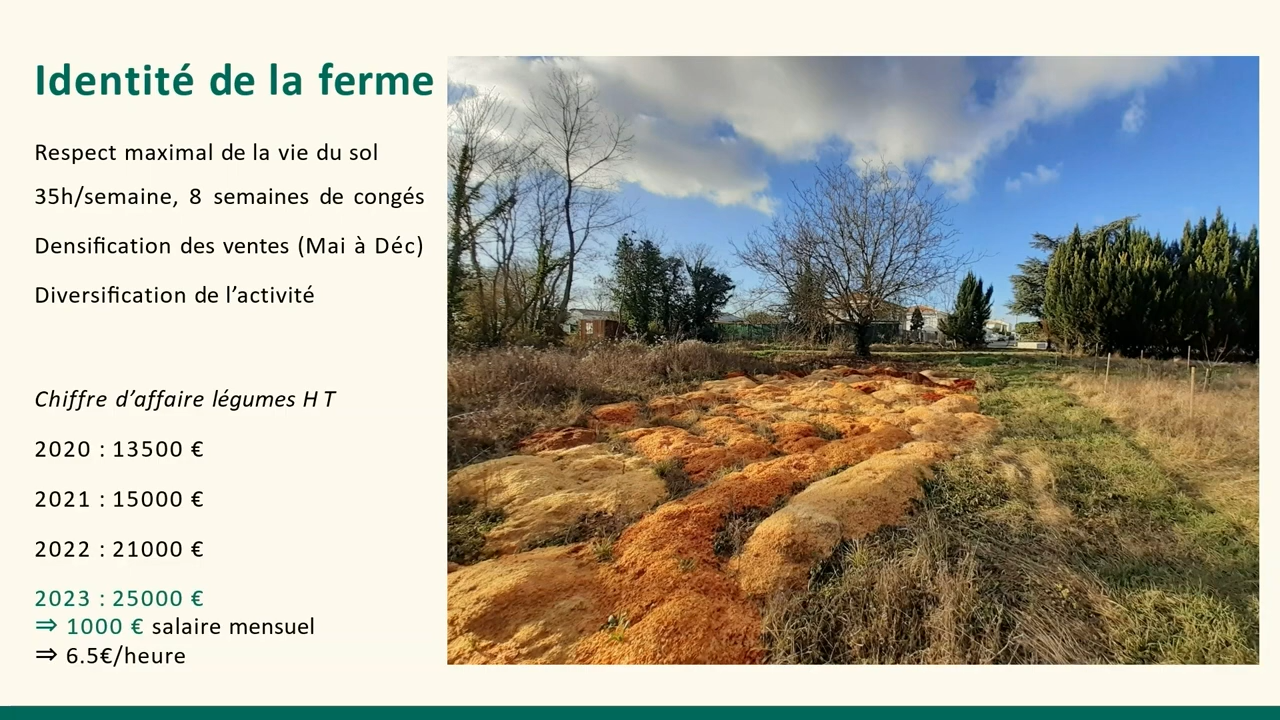 Identité de la ferme
Respect maximal de la vie du sol
35h/semaine, 8 semaines de congés
Densification des ventes (Mai à Déc)
Diversification de l’activité
Chiffre d’affaire légumes HT
2020 : 13500 €
2021 : 15000 €
2022 : 21000 €
2023 : 25000 €
⇒ 1000 € salaire mensuel
⇒ 6.5€/heure